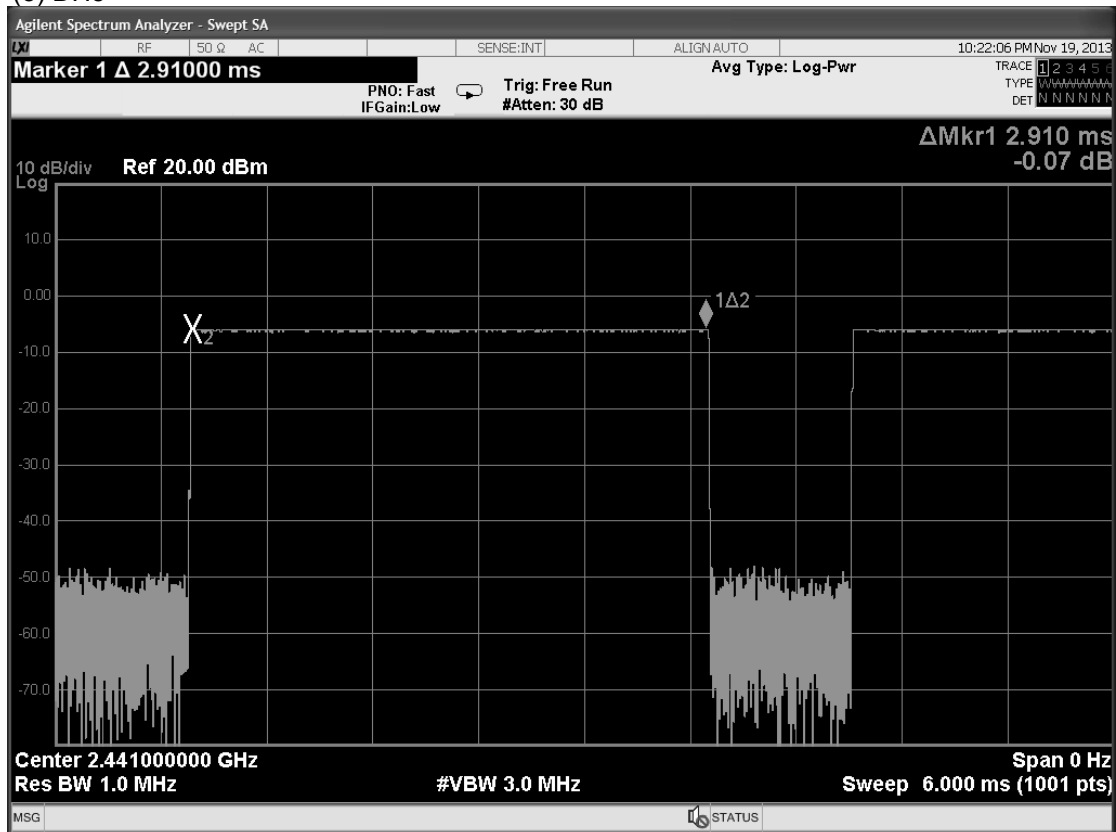 Agilent Spectrum Analyzer - Swept SA
LXI RF 50 Ω AC SENSE:INT ALIGN AUTO 10:22:06 PM Nov 19, 2013
Marker 1 Δ 2.91000 ms
PNO: Fast
IFGain:Low
Trig: Free Run
#Atten: 30 dB
Avg Type: Log-Pwr
TRACE 1 2 3 4 5 6
TYPE WWWWWW
DET N N N N N N
ΔMkr1 2.910 ms
-0.07 dB
10 dB/div Ref 20.00 dBm
Log
10.0
0.00
1Δ2
X2
-10.0
-20.0
-30.0
-40.0
-50.0
-60.0
-70.0
Center 2.441000000 GHz Span 0 Hz
Res BW 1.0 MHz #VBW 3.0 MHz Sweep 6.000 ms (1001 pts)
MSG STATUS